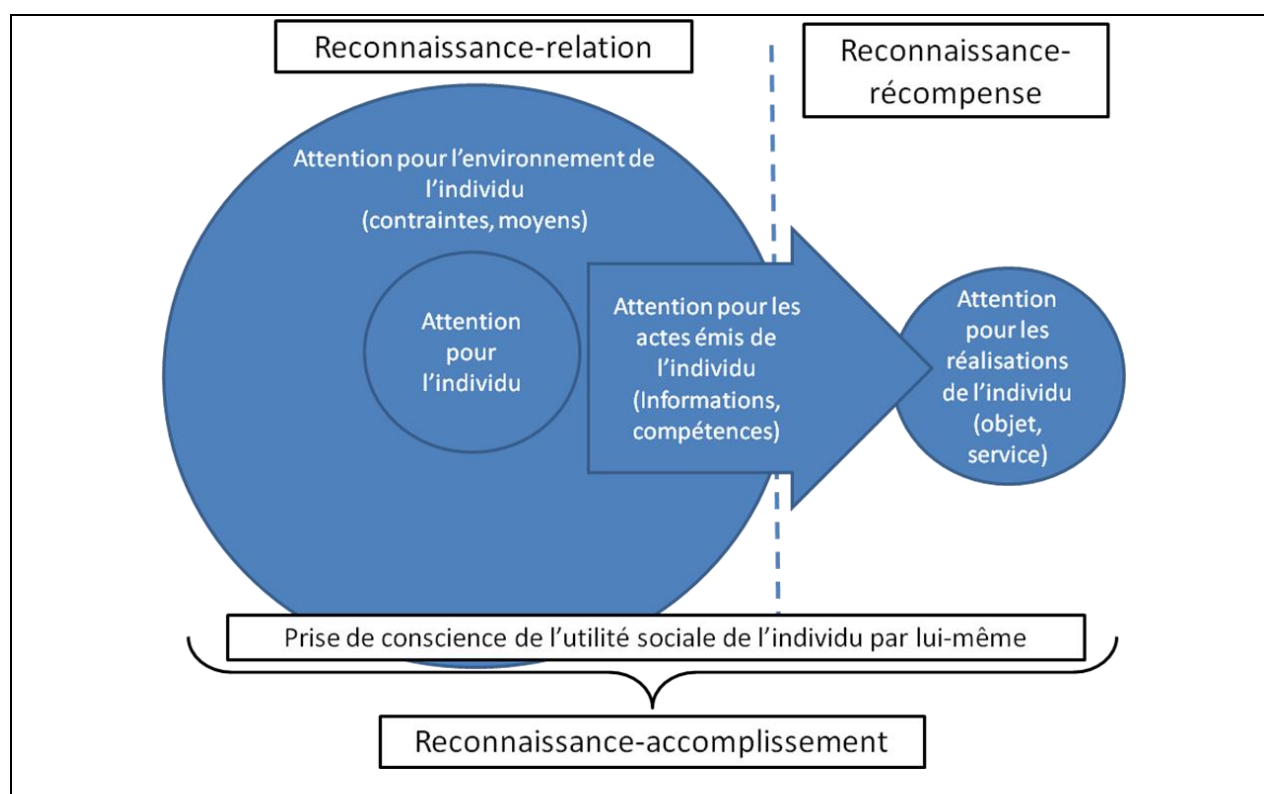 Reconnaissance-relation
Reconnaissance-
récompense
Attention pour l'environnement de
l'individu
(contraintes, moyens)
Attention
pour
l'individu
Attention pour les
actes émis de
l'individu
(Informations,
compétences)
Attention
pour les
réalisations
de l'individu
(objet,
service)
Prise de conscience de l'utilité sociale de l'individu par lui-même
Reconnaissance-accomplissement